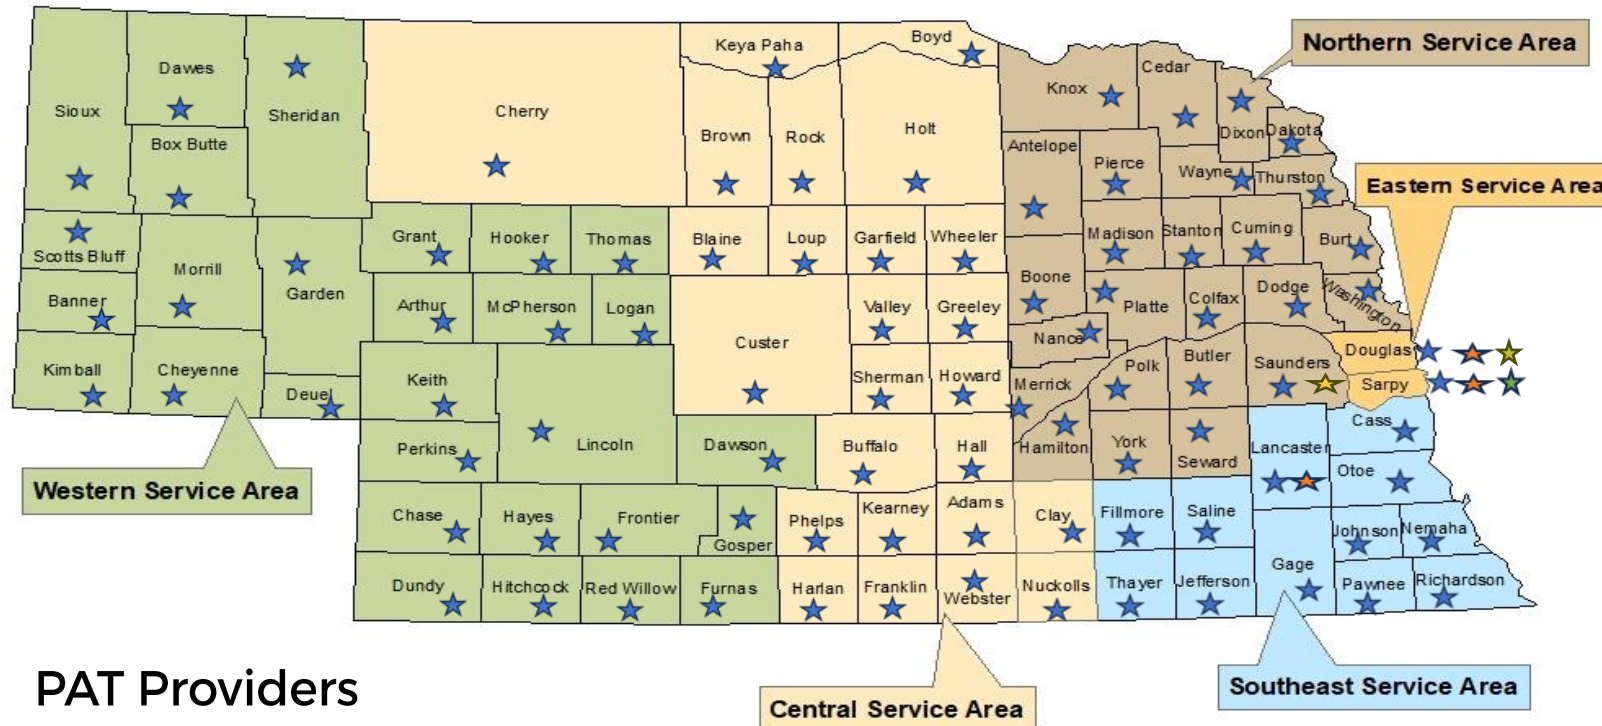 Northern Service Area
Eastern Service Area
Western Service Area
Central Service Area
Southeast Service Area
Sioux
Dawes
Sheridan
Box Butte
Scotts Bluff
Banner
Morrill
Garden
Kimball
Cheyenne
Deuel
Cherry
Keya Paha
Boyd
Brown
Rock
Holt
Grant
Hooker
Thomas
Blaine
Loup
Garfield
Wheeler
Arthur
McPherson
Logan
Custer
Valley
Greeley
Keith
Lincoln
Sherman
Howard
Perkins
Dawson
Buffalo
Hall
Chase
Hayes
Frontier
Gosper
Phelps
Kearney
Adams
Clay
Dundy
Hitchcock
Red Willow
Furnas
Harlan
Franklin
Webster
Nuckolls
Knox
Cedar
Dixon
Dakota
Antelope
Pierce
Wayne
Thurston
Madison
Stanton
Cuming
Burt
Boone
Platte
Colfax
Dodge
Washington
Nance
Merrick
Polk
Butler
Saunders
Douglas
Sarpy
Hamilton
York
Seward
Lancaster
Cass
Otoe
Fillmore
Saline
Johnson
Nemaha
Gage
Thayer
Jefferson
Pawnee
Richardson
PAT Providers